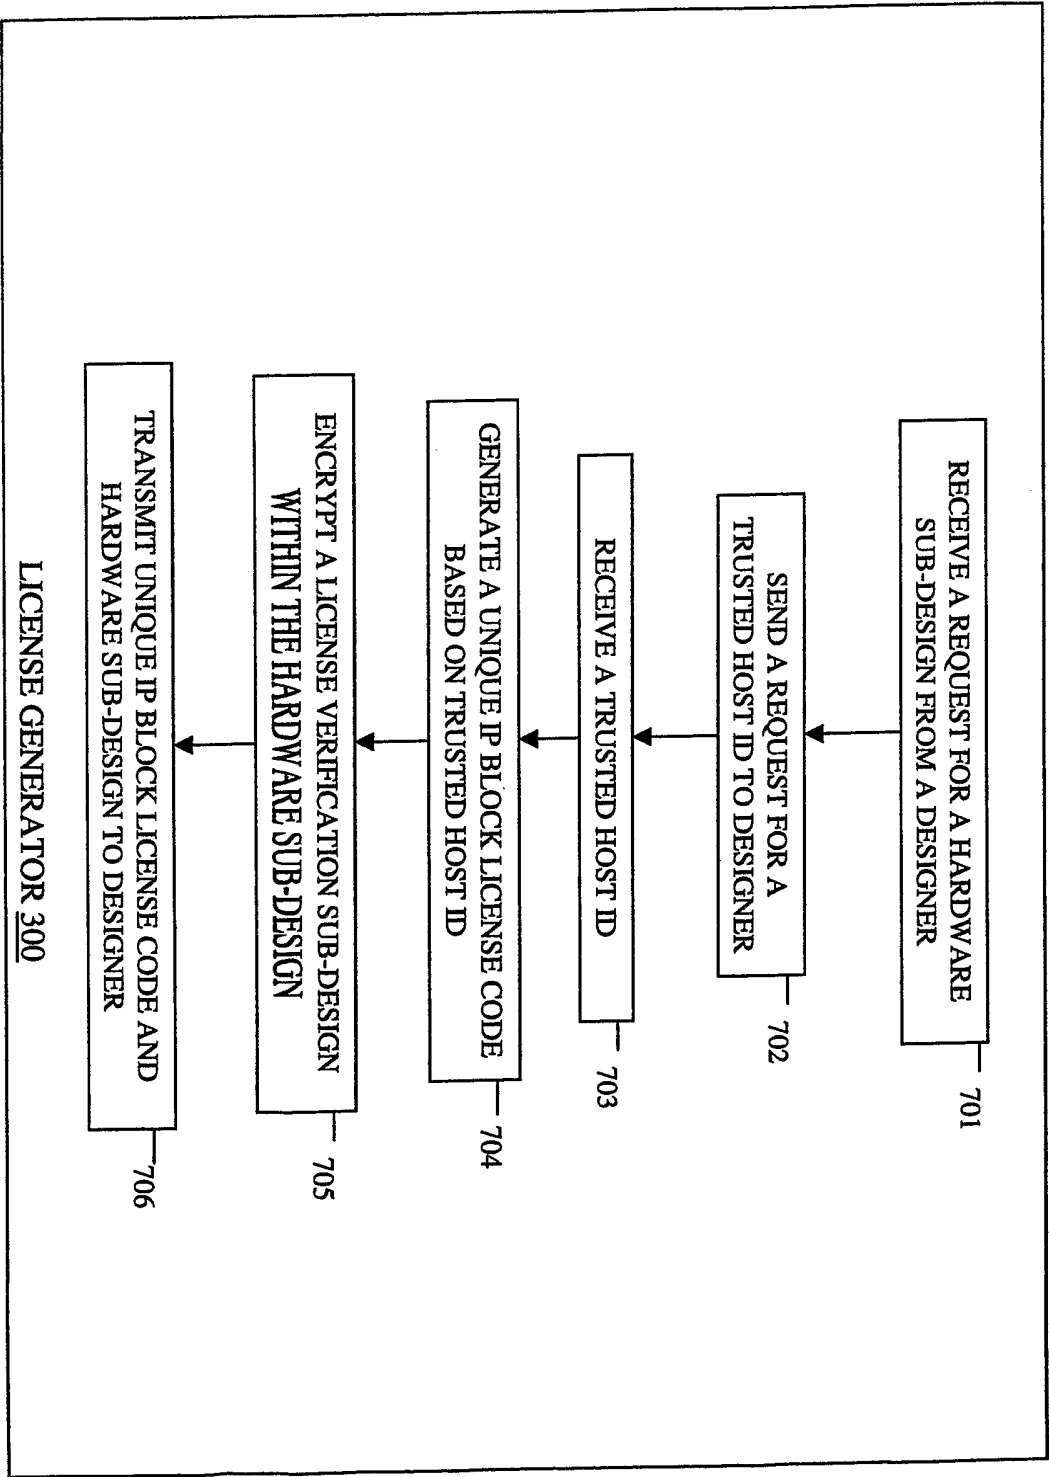 RECEIVE A REQUEST FOR A HARDWARE
SUB-DESIGN FROM A DESIGNER
701
SEND A REQUEST FOR A
TRUSTED HOST ID TO DESIGNER
702
RECEIVE A TRUSTED HOST ID
703
GENERATE A UNIQUE IP BLOCK LICENSE CODE
BASED ON TRUSTED HOST ID
704
ENCRYPT A LICENSE VERIFICATION SUB-DESIGN
WITHIN THE HARDWARE SUB-DESIGN
705
TRANSMIT UNIQUE IP BLOCK LICENSE CODE AND
HARDWARE SUB-DESIGN TO DESIGNER
706
LICENSE GENERATOR 300